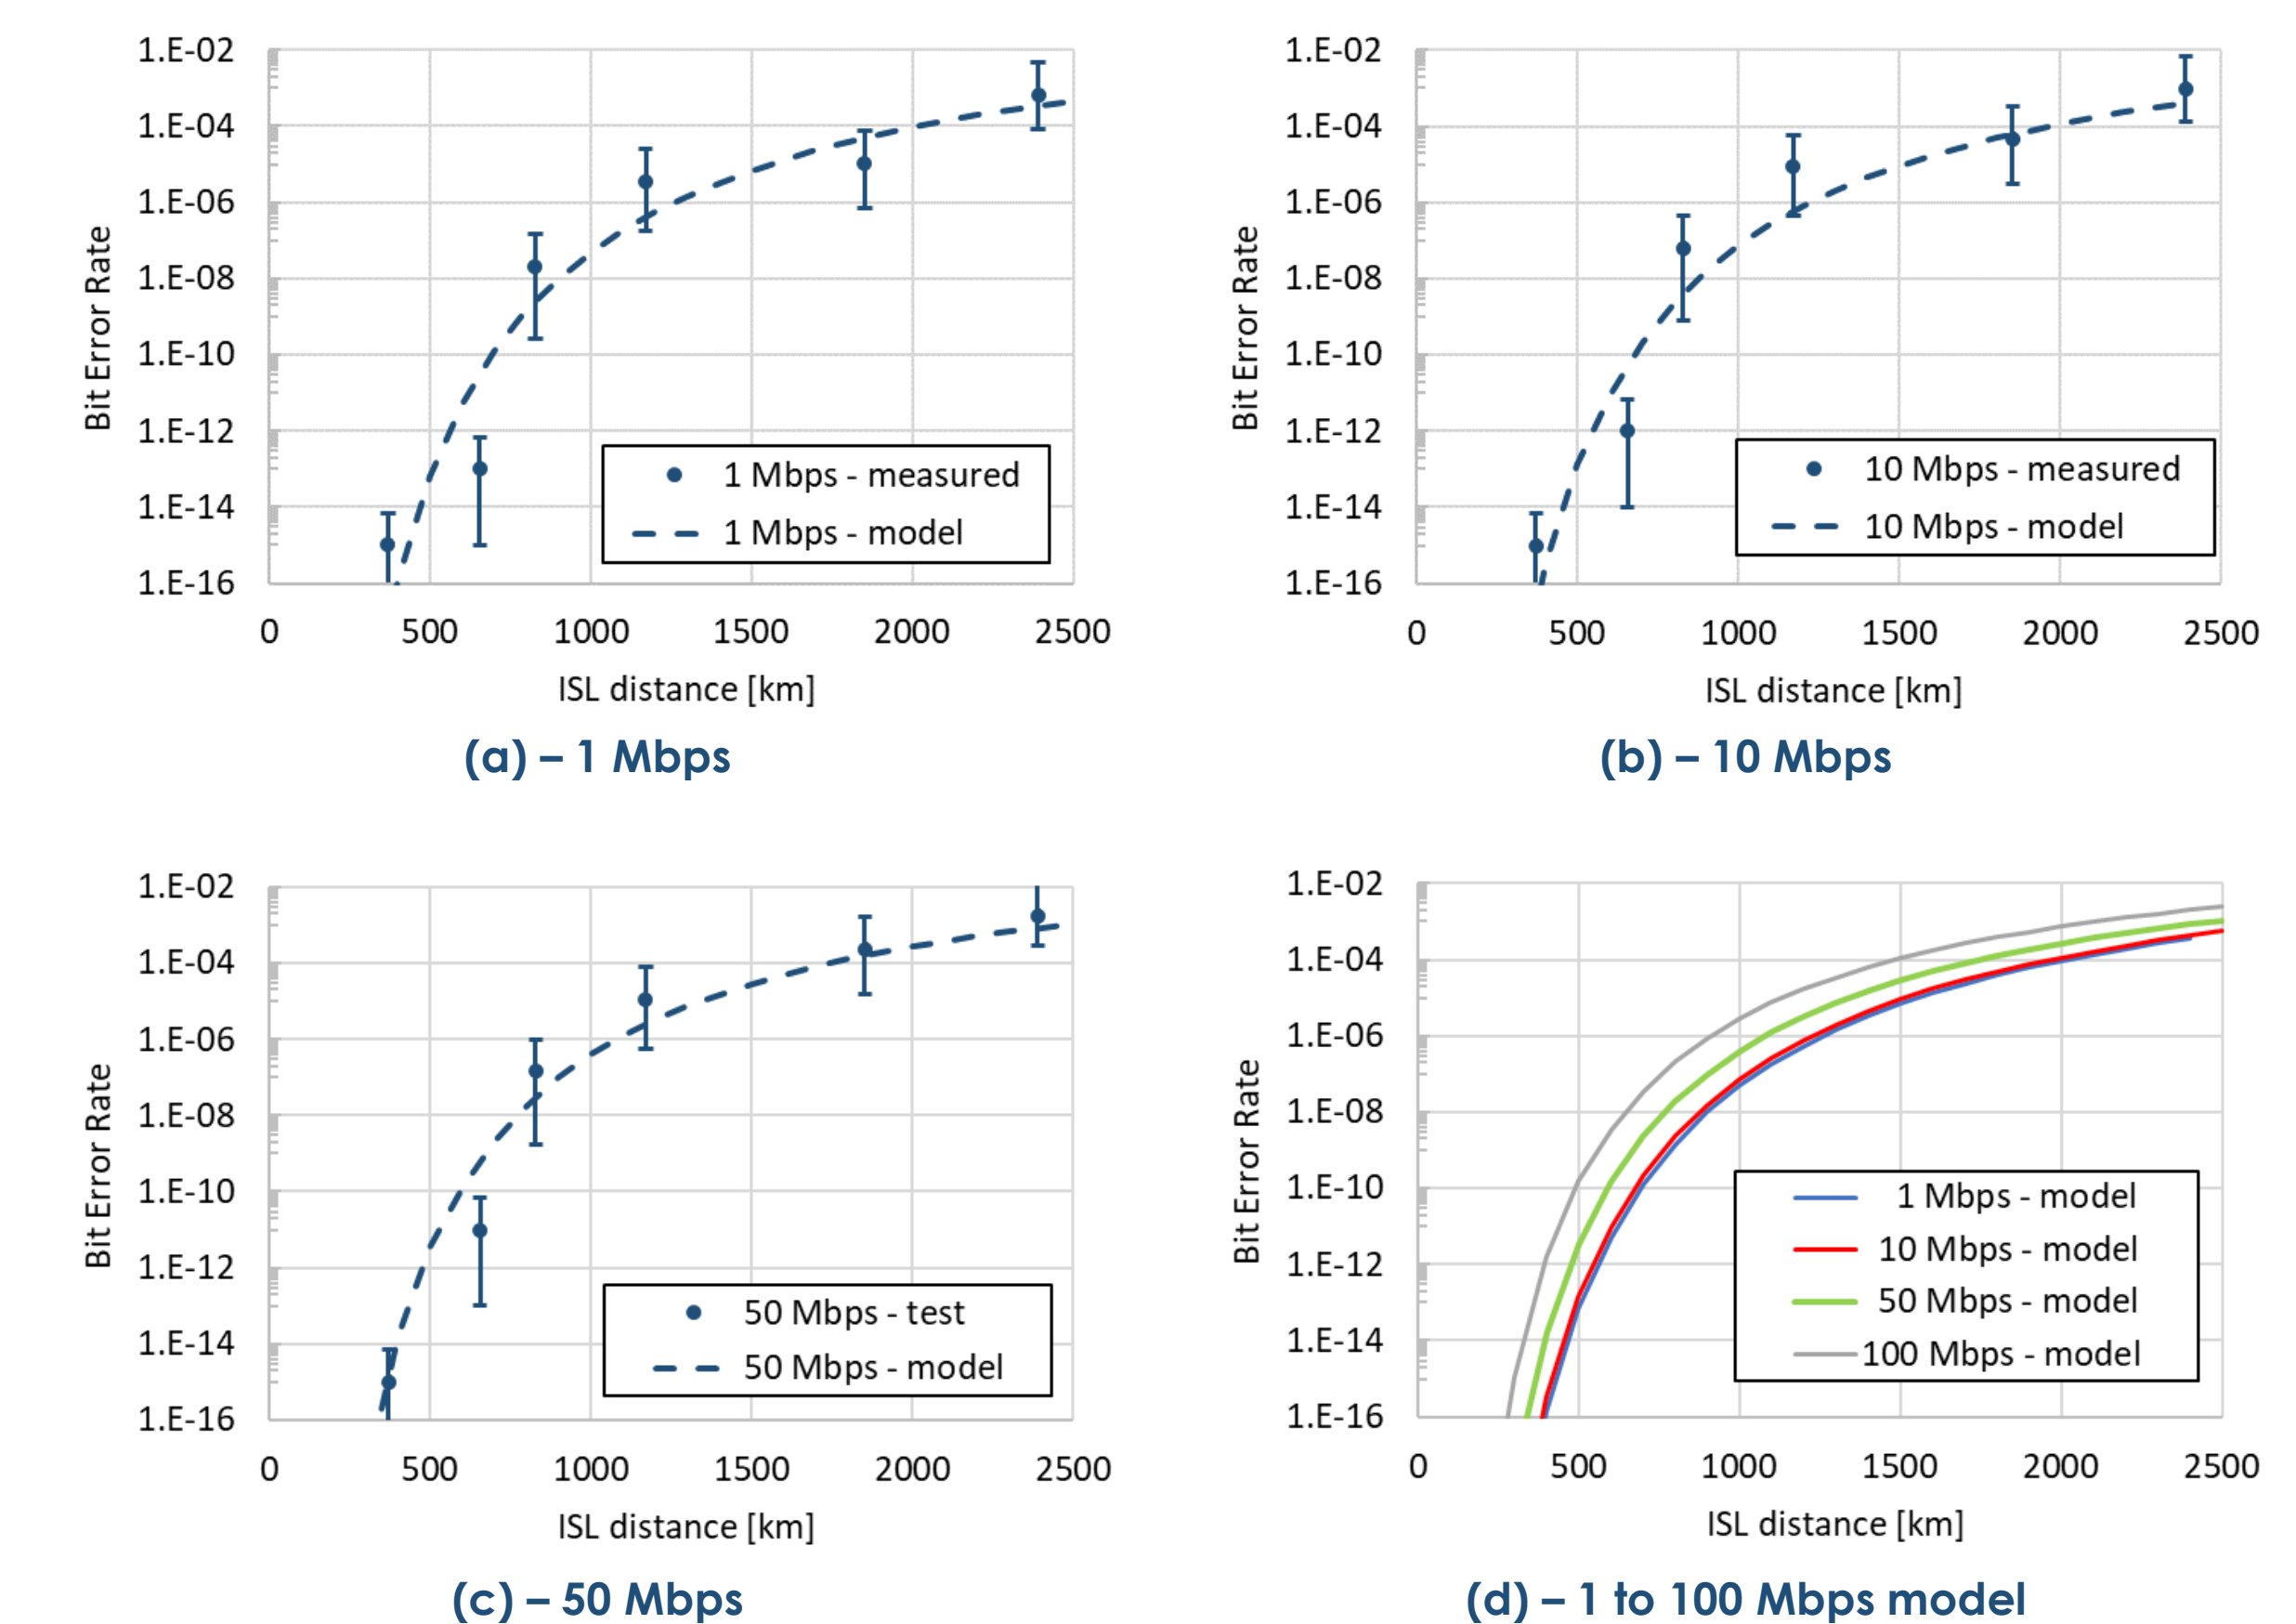 1.E-02
1.E-04
1.E-06
1.E-08
1.E-10
1.E-12
1.E-14
1.E-16
Bit Error Rate
1 Mbps - measured
1 Mbps - model
0 500 1000 1500 2000 2500
ISL distance [km]
(a) – 1 Mbps
1.E-02
1.E-04
1.E-06
1.E-08
1.E-10
1.E-12
1.E-14
1.E-16
Bit Error Rate
10 Mbps - measured
10 Mbps - model
0 500 1000 1500 2000 2500
ISL distance [km]
(b) – 10 Mbps
1.E-02
1.E-04
1.E-06
1.E-08
1.E-10
1.E-12
1.E-14
1.E-16
Bit Error Rate
50 Mbps - test
50 Mbps - model
0 500 1000 1500 2000 2500
ISL distance [km]
(c) – 50 Mbps
1.E-02
1.E-04
1.E-06
1.E-08
1.E-10
1.E-12
1.E-14
1.E-16
Bit Error Rate
1 Mbps - model
10 Mbps - model
50 Mbps - model
100 Mbps - model
0 500 1000 1500 2000 2500
ISL distance [km]
(d) – 1 to 100 Mbps model